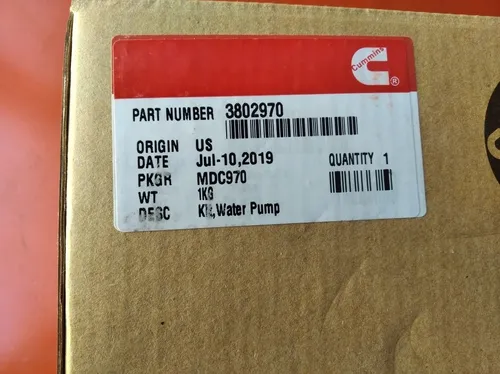 Cummins
®
PART NUMBER 3802970
ORIGIN US
DATE Jul-10,2019 QUANTITY 1
PKGR MDC970
WT 1KG
DESC Kit,Water Pump